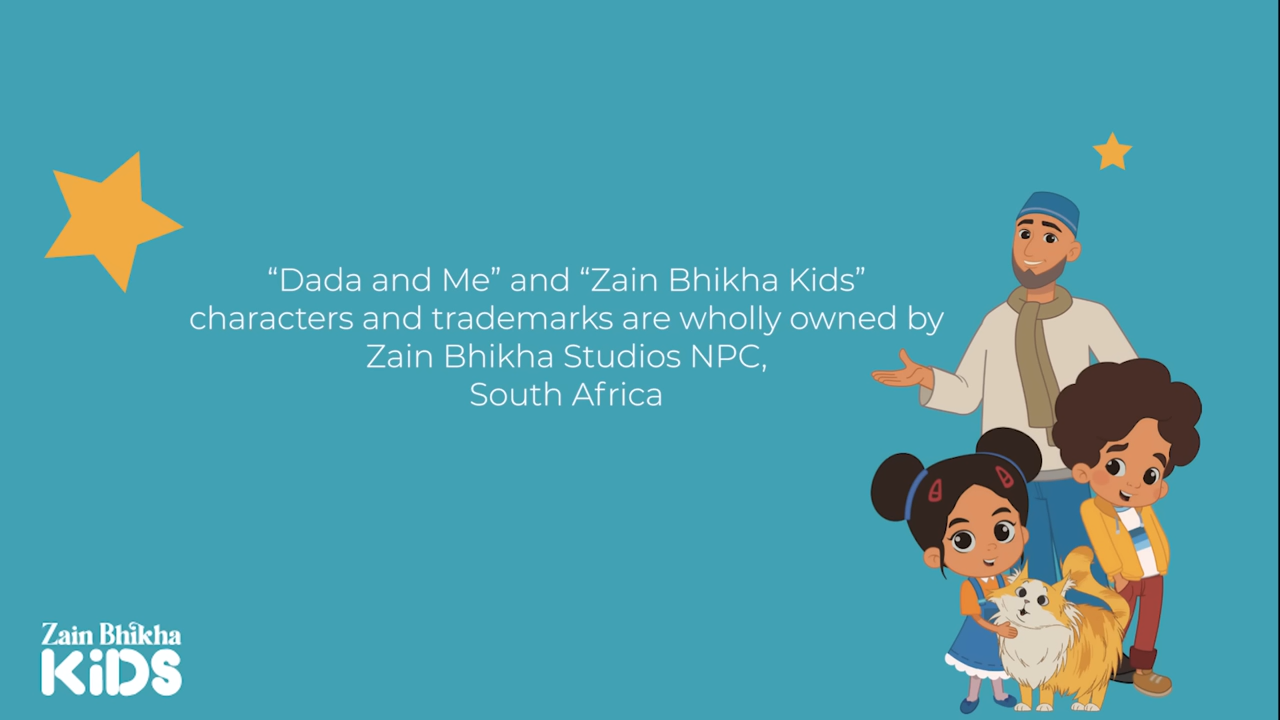 “Dada and Me” and “Zain Bhikha Kids”
characters and trademarks are wholly owned by
Zain Bhikha Studios NPC,
South Africa
Zain Bhikha
KiDS